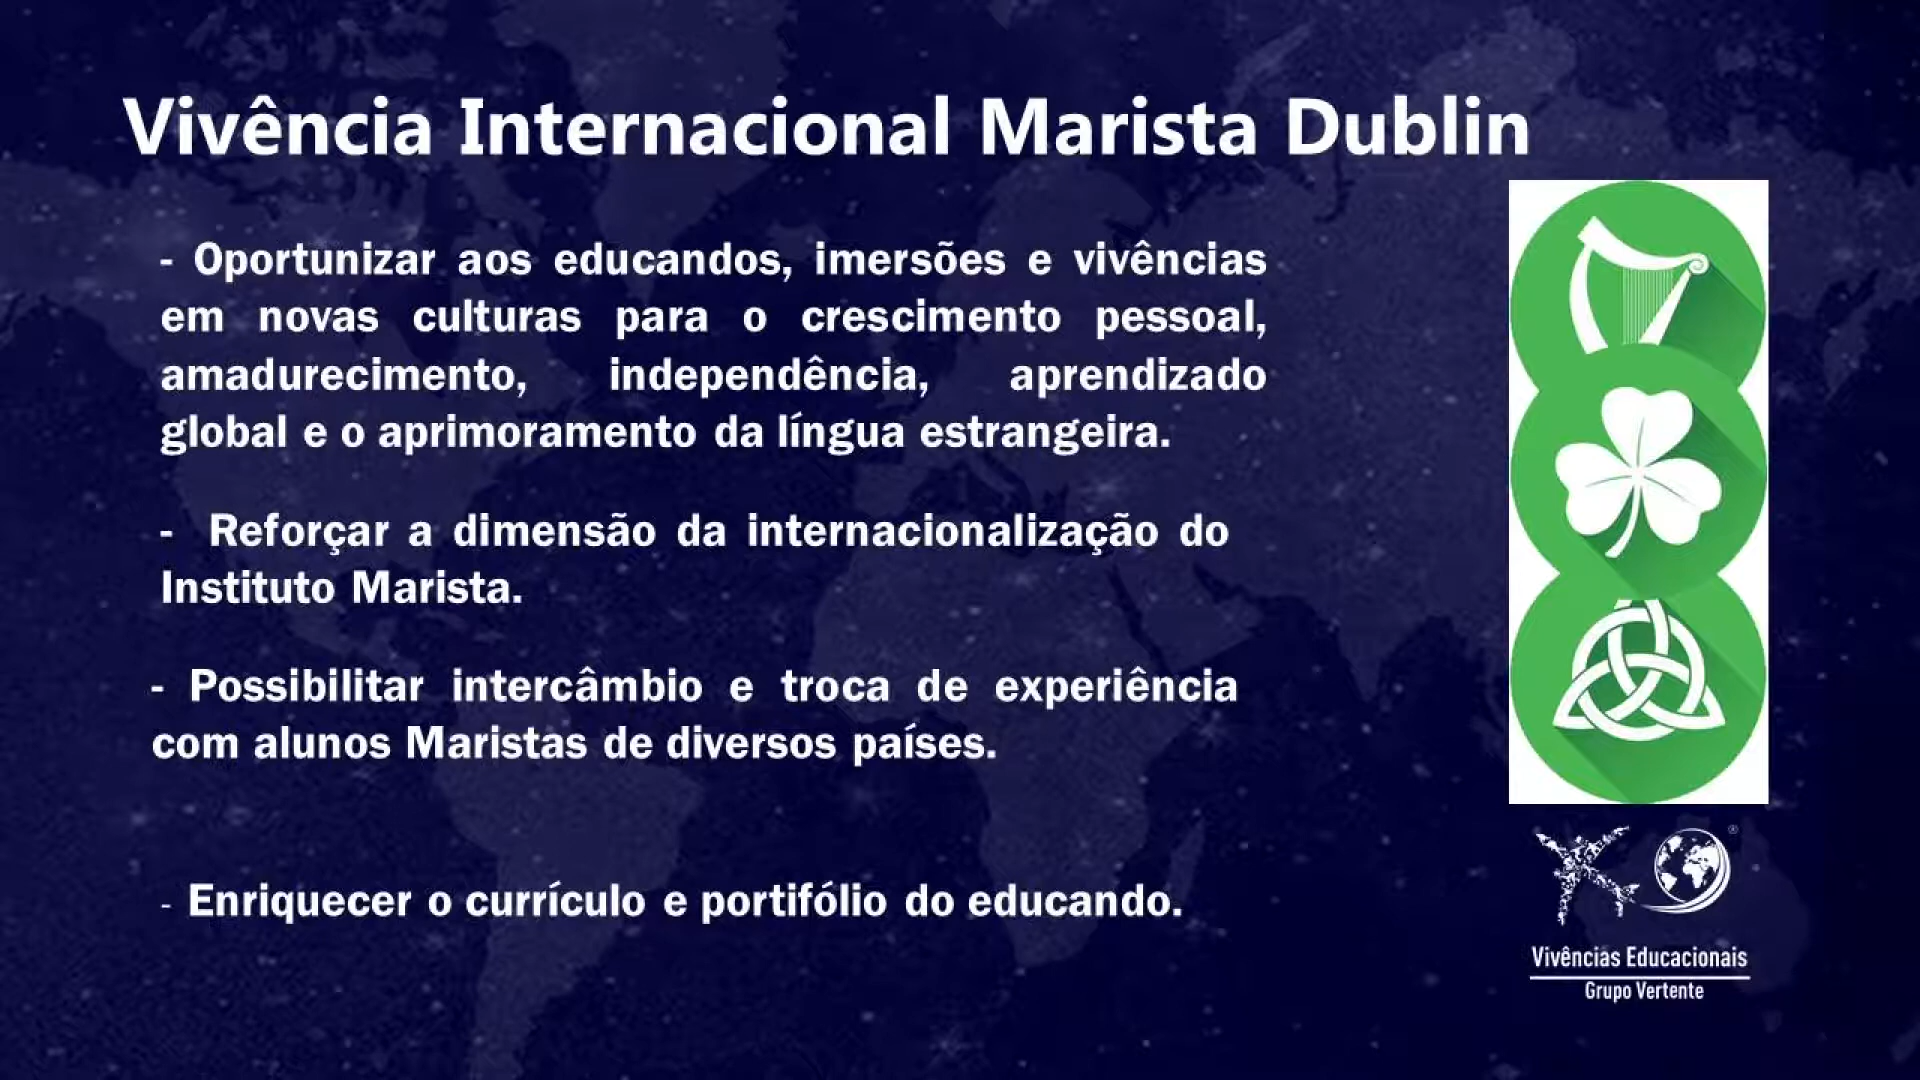 Vivência Internacional Marista Dublin
- Oportunizar aos educandos, imersões e vivências
em novas culturas para o crescimento pessoal,
amadurecimento, independência, aprendizado
global e o aprimoramento da língua estrangeira.
- Reforçar a dimensão da internacionalização do
Instituto Marista.
- Possibilitar intercâmbio e troca de experiência
com alunos Maristas de diversos países.
- Enriquecer o currículo e portifólio do educando.
®
Vivências Educacionais
Grupo Vertente